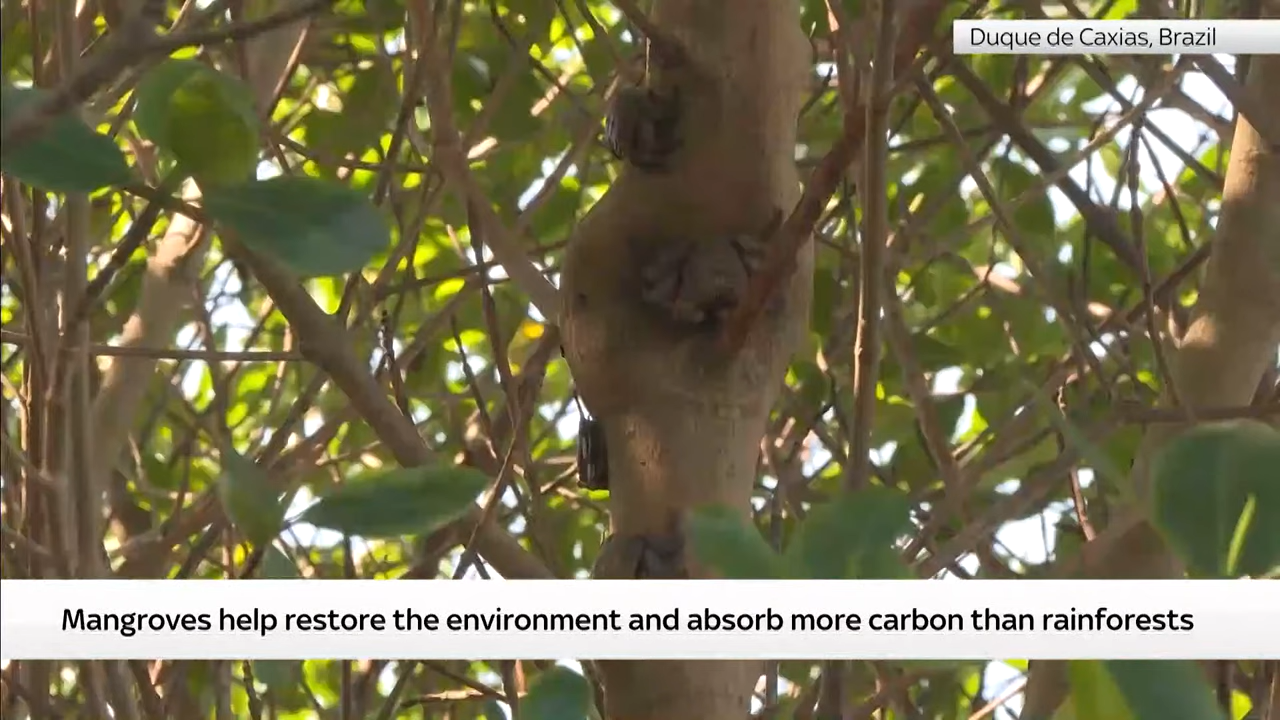 Duque de Caxias, Brazil
Mangroves help restore the environment and absorb more carbon than rainforests